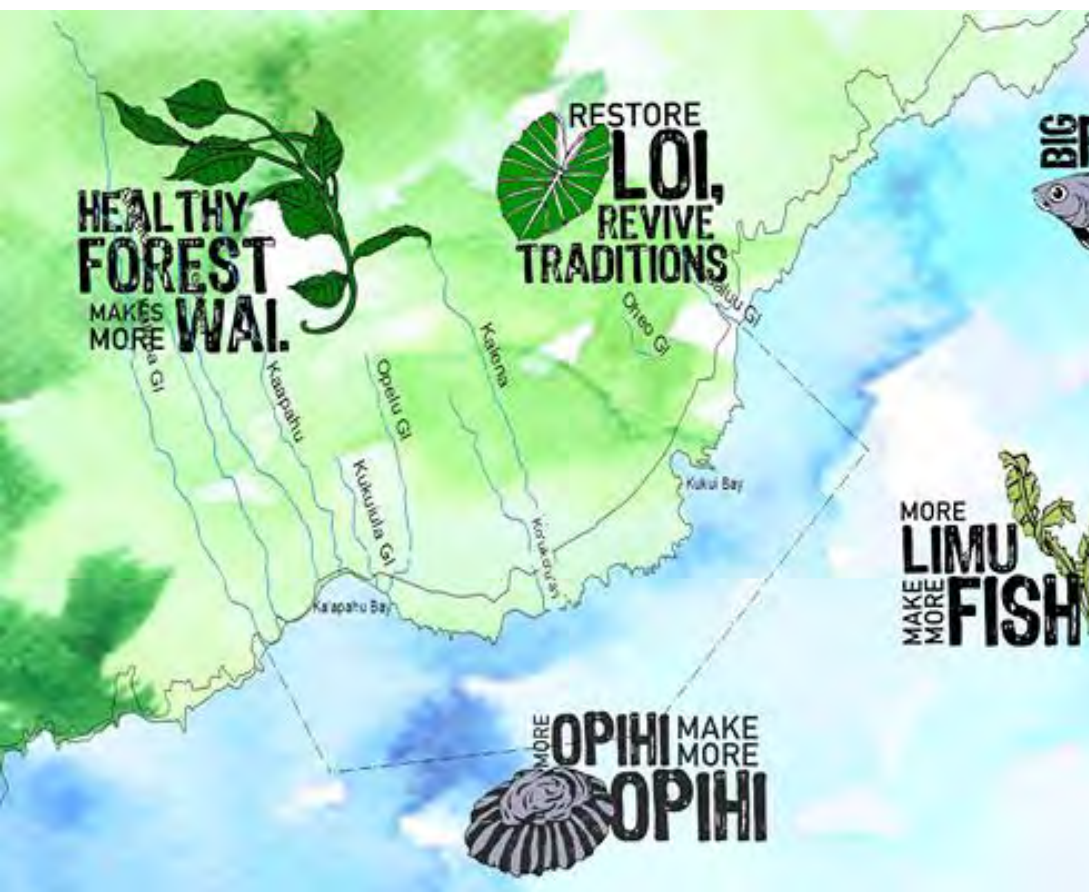 HEALTHY
FOREST
MAKES
MORE WAI.
RESTORE
LOI,
REVIVE
TRADITIONS
BIG
Oheo Gl
Kalena
Opelu Gl
Kaapahu
Kukuiula Gl
Kukui Bay
Ka'apahu Bay
MORE
LIMU
MAKE
MORE
FISH
MORE
OPIHI
MAKE
MORE
OPIHI